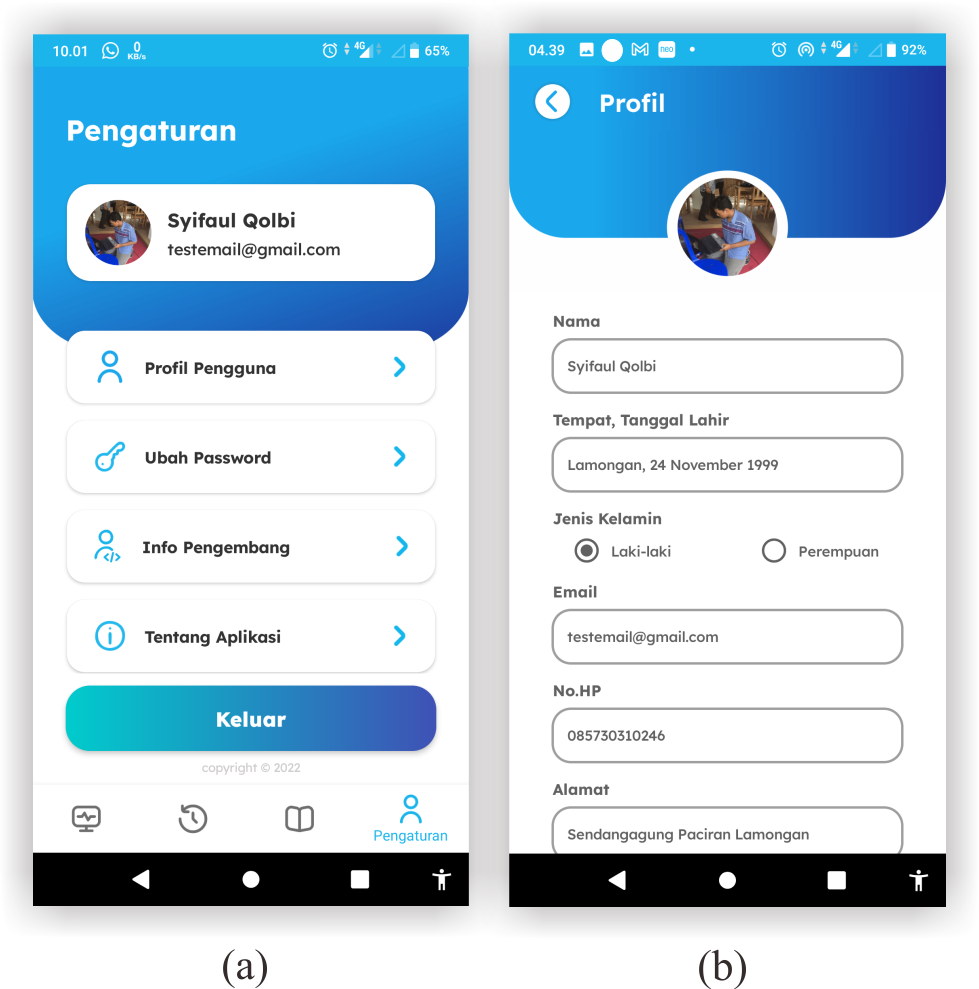 10.01 0 KB/s 4G 65%
Pengaturan
Syifaul Qolbi
testemail@gmail.com
Profil Pengguna
Ubah Password
Info Pengembang
Tentang Aplikasi
Keluar
copyright © 2022
Pengaturan
(a)
04.39 neo 4G 92%
Profil
Nama
Syifaul Qolbi
Tempat, Tanggal Lahir
Lamongan, 24 November 1999
Jenis Kelamin
Laki-laki Perempuan
Email
testemail@gmail.com
No.HP
085730310246
Alamat
Sendangagung Paciran Lamongan
(b)